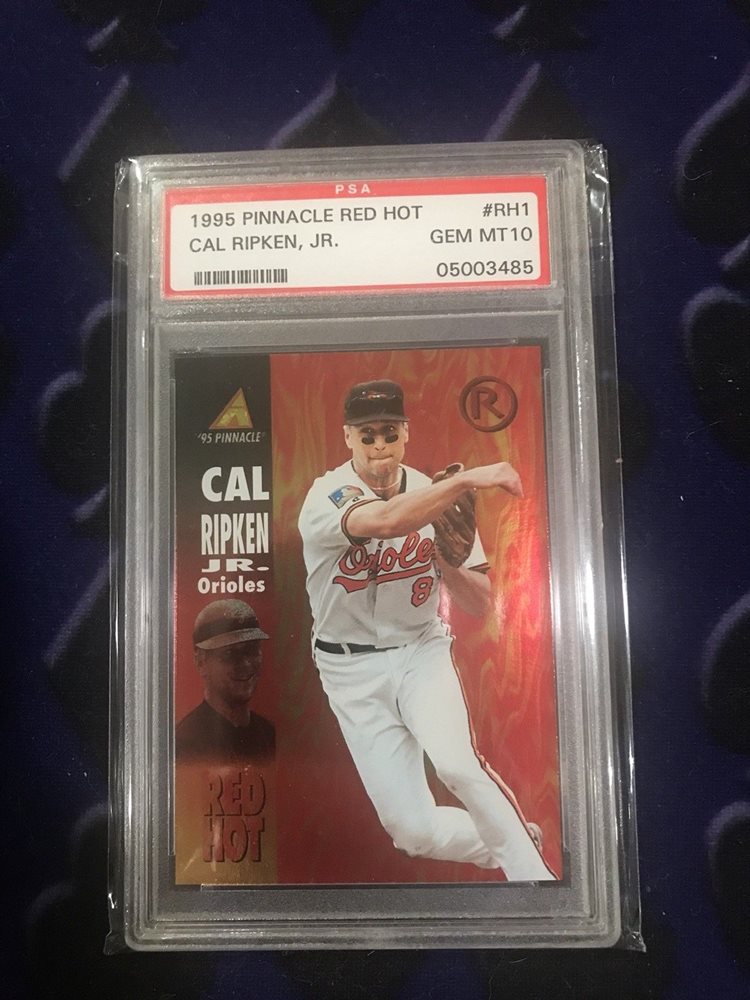 PSA
1995 PINNACLE RED HOT #RH1
CAL RIPKEN, JR. GEM MT10
05003485
'95 PINNACLE®
CAL
RIPKEN
JR.
Orioles
RED
HOT
R
Orioles
8